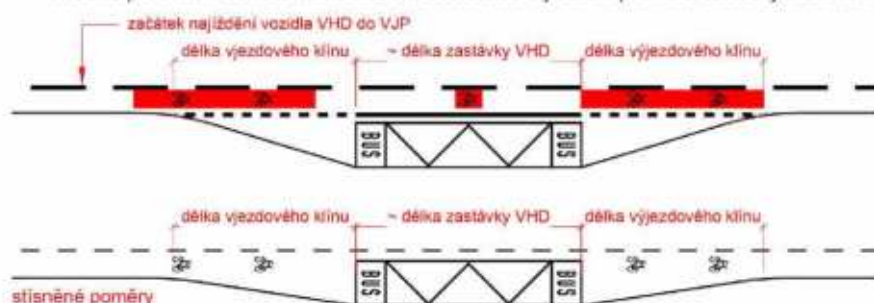 začátek najíždění vozidla VHD do VJP
délka vjezdového klínu ~ délka zastávky VHD délka výjezdového klínu
BUS BUS
délka vjezdového klínu ~ délka zastávky VHD délka výjezdového klínu
BUS BUS
stísněné poměry